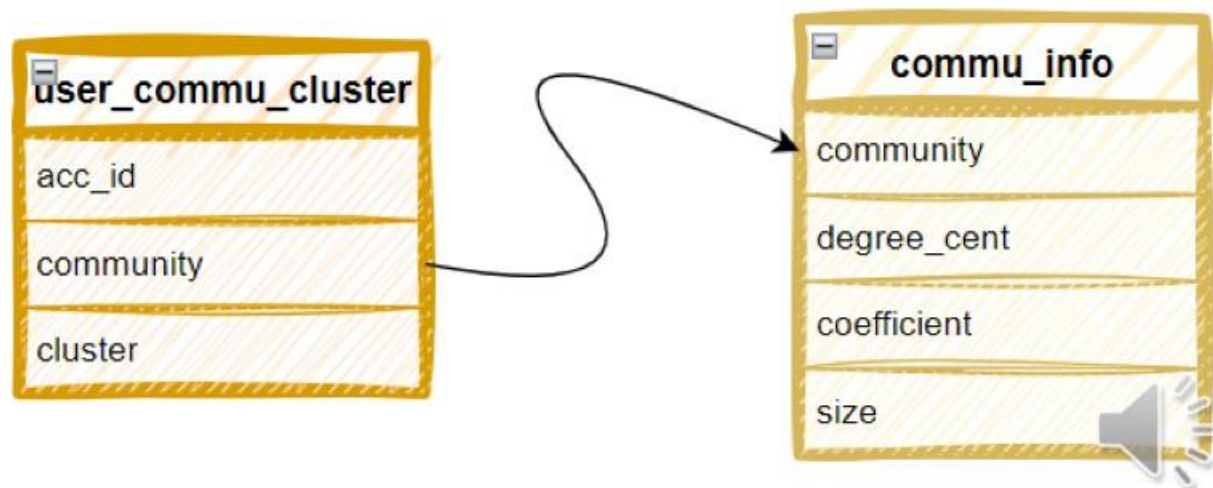 user_commu_cluster
acc_id
community
cluster
commu_info
community
degree_cent
coefficient
size